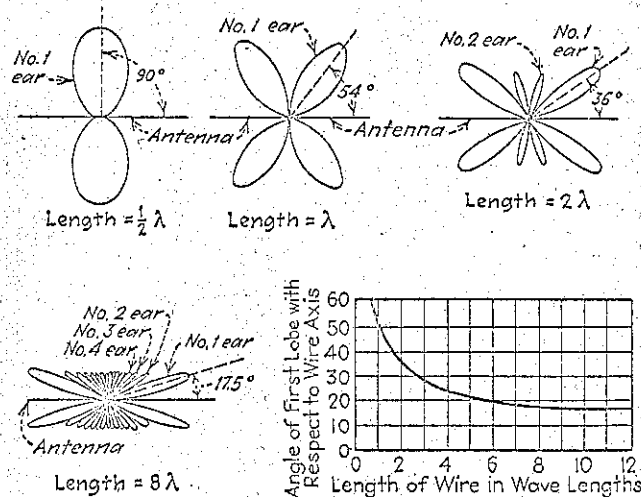 No.1
ear
90°
Antenna
Length = ½ λ
No.1 ear
54°
Antenna
Length = λ
No.2 ear
No.1
ear
36°
Length = 2 λ
No. 2 ear
No. 3 ear
No. 4 ear
No.1 ear
17.5°
Antenna
Length = 8 λ
Angle of First Lobe with
Respect to Wire Axis
60
50
40
30
20
10
0
0 2 4 6 8 10 12
Length of Wire in Wave Lengths